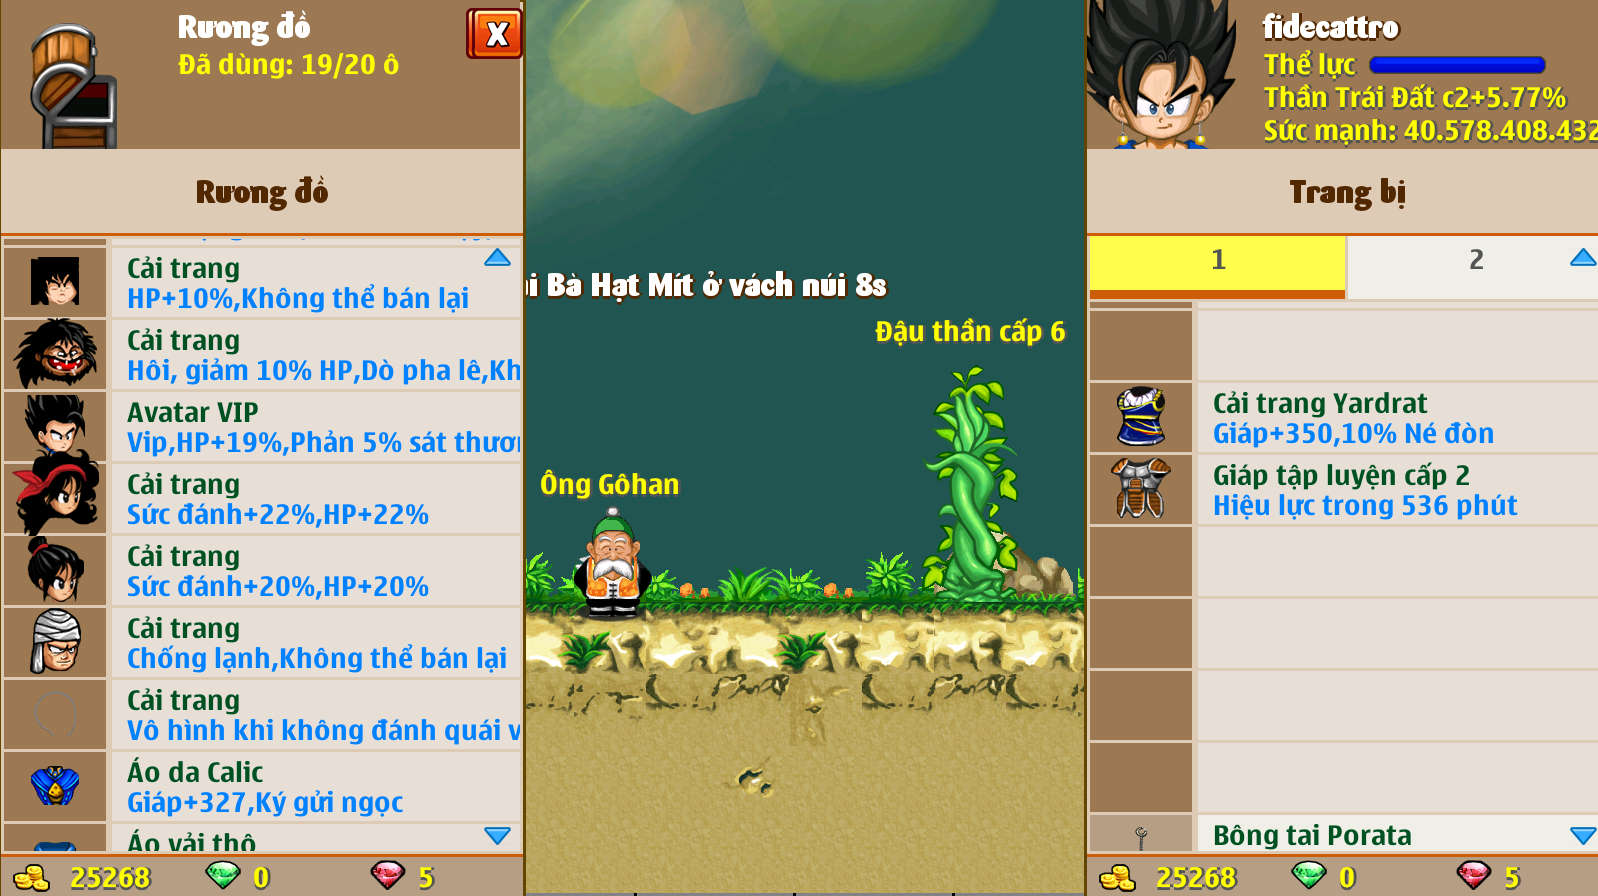 Rương đồ
Đã dùng: 19/20 ô
X
Rương đồ
Cải trang
HP+10%,Không thể bán lại
Cải trang
Hôi, giảm 10% HP,Dò pha lê,Kh
Avatar VIP
Vip,HP+19%,Phản 5% sát thươ
Cải trang
Sức đánh+22%,HP+22%
Cải trang
Sức đánh+20%,HP+20%
Cải trang
Chống lạnh,Không thể bán lại
Cải trang
Vô hình khi không đánh quái v
Áo da Calic
Giáp+327,Ký gửi ngọc
Áo vải thô
25268 0 5
ại Bà Hạt Mít ở vách núi 8s
Đậu thần cấp 6
Ông Gôhan
fidecattro
Thể lực
Thần Trái Đất c2+5.77%
Sức mạnh: 40.578.408.432
Trang bị
1 2
Cải trang Yardrat
Giáp+350,10% Né đòn
Giáp tập luyện cấp 2
Hiệu lực trong 536 phút
Bông tai Porata
25268 0 5